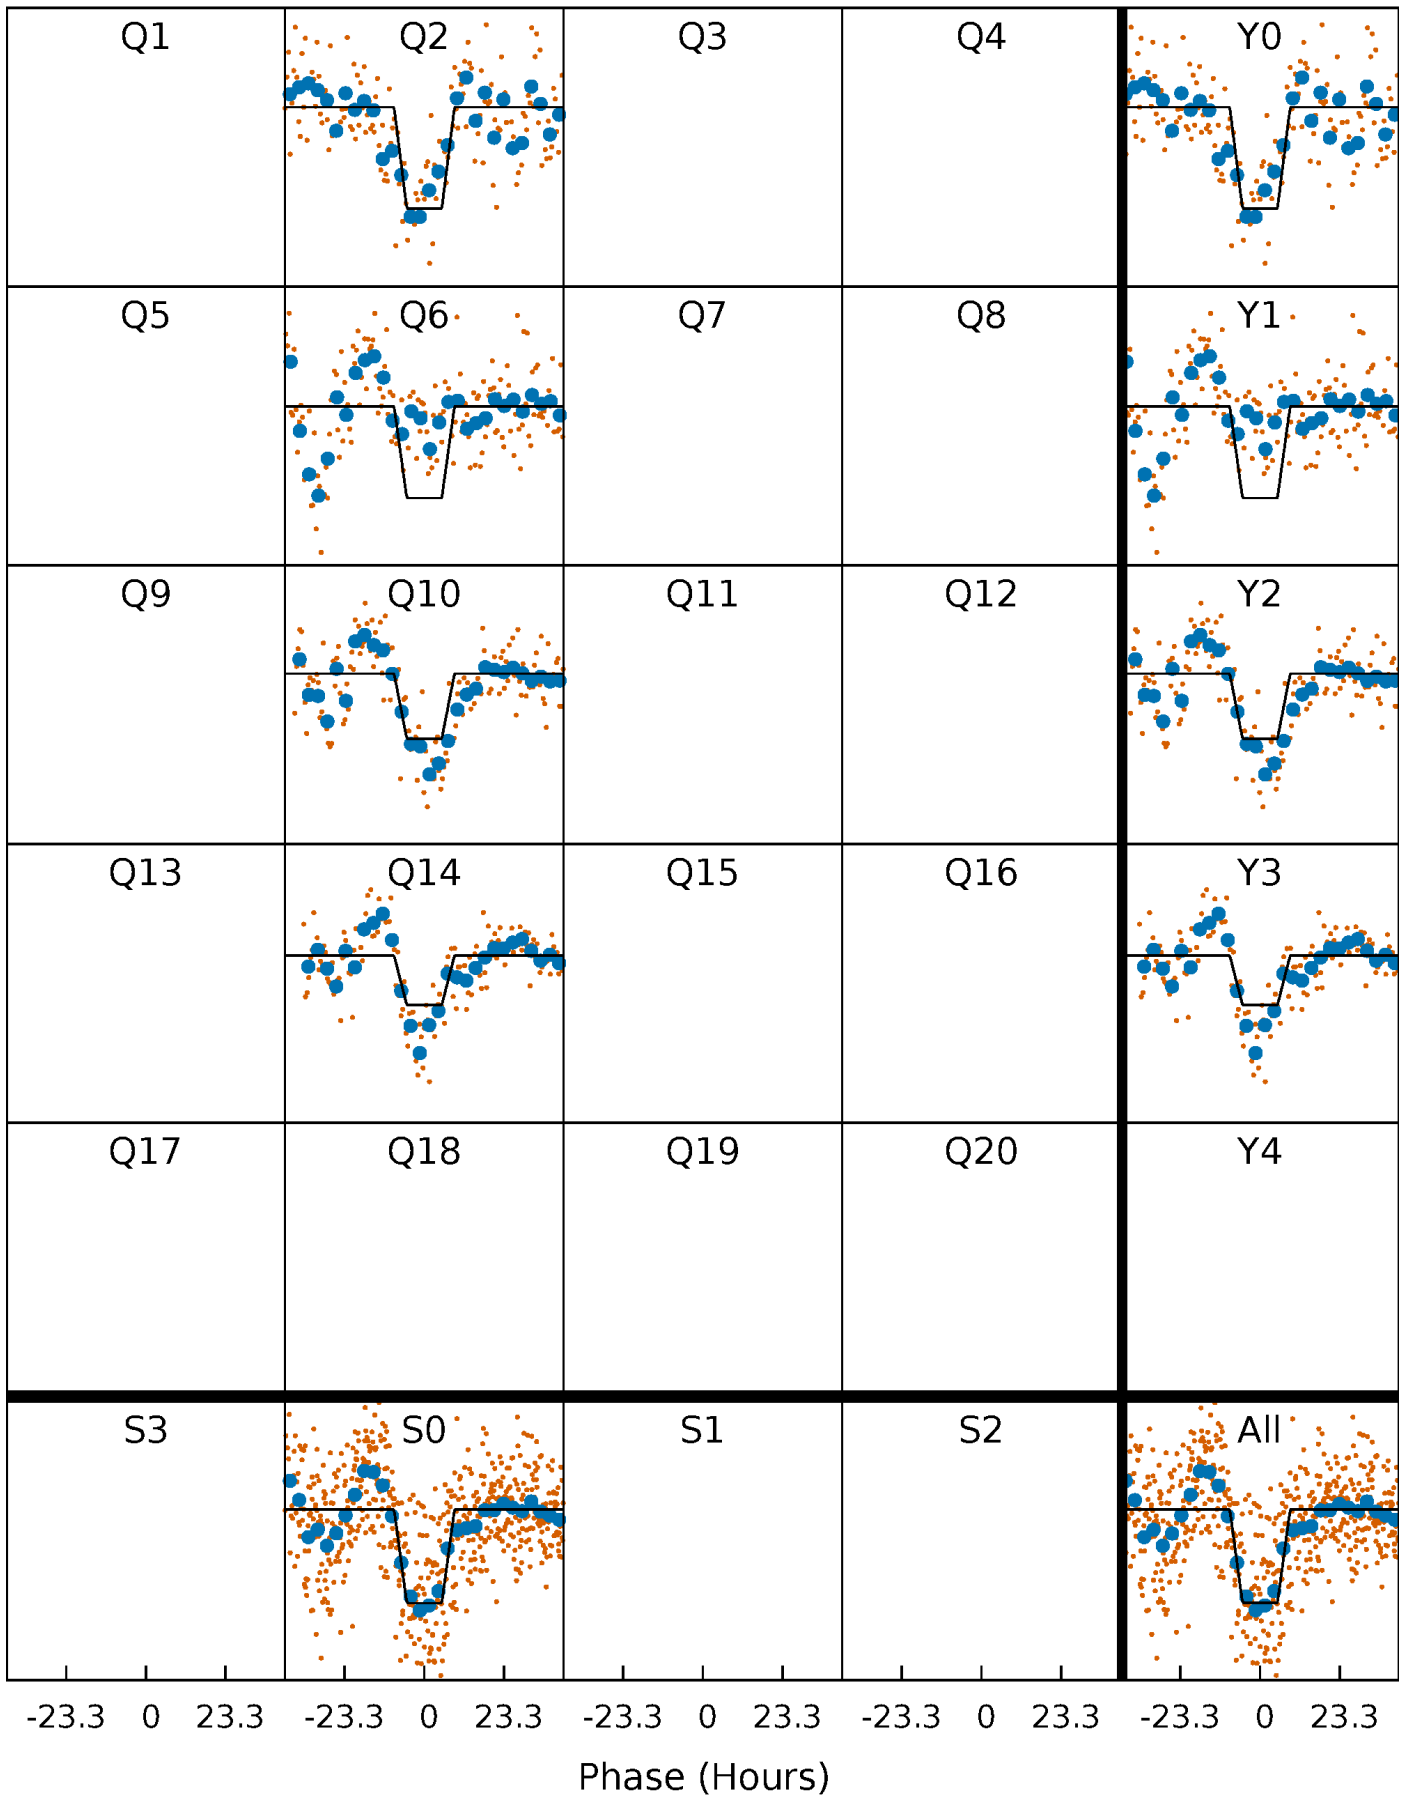 Q1 Q2 Q3 Q4 Y0
Q5 Q6 Q7 Q8 Y1
Q9 Q10 Q11 Q12 Y2
Q13 Q14 Q15 Q16 Y3
Q17 Q18 Q19 Q20 Y4
S3 S0 S1 S2 All
-23.3 0 23.3 -23.3 0 23.3 -23.3 0 23.3 -23.3 0 23.3 -23.3 0 23.3
Phase (Hours)